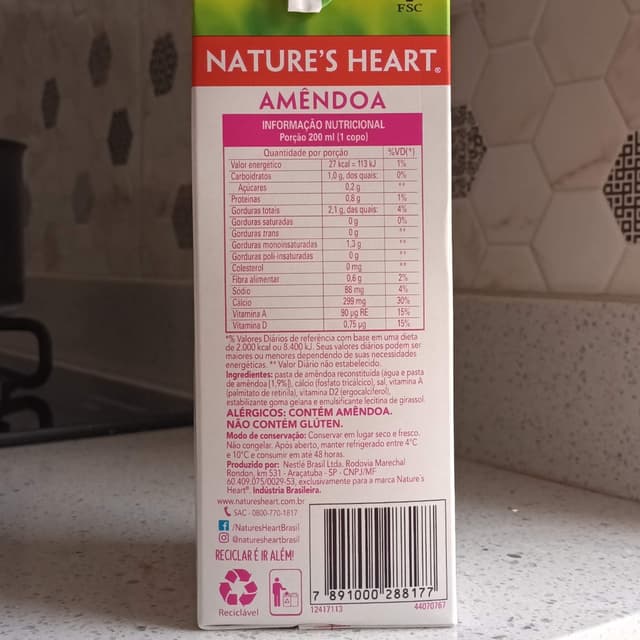 FSC
NATURE'S HEART®
AMÊNDOA
INFORMAÇÃO NUTRICIONAL
Porção 200 ml (1 copo)
Quantidade por porção %VD(*)
Valor energético 27 kcal = 113 kJ 1%
Carboidratos 1,0 g, dos quais: 0%
Açúcares 0,2 g **
Proteínas 0,8 g 1%
Gorduras totais 2,1 g, das quais: 4%
Gorduras saturadas 0 g 0%
Gorduras trans 0 g **
Gorduras monoinsaturadas 1,3 g **
Gorduras poli-insaturadas 0 g **
Colesterol 0 mg **
Fibra alimentar 0,6 g 2%
Sódio 88 mg 4%
Cálcio 299 mg 30%
Vitamina A 90 µg RE 15%
Vitamina D 0,75 µg 15%
*% Valores Diários de referência com base em uma dieta
de 2.000 kcal ou 8.400 kJ. Seus valores diários podem ser
maiores ou menores dependendo de suas necessidades
energéticas. ** Valor Diário não estabelecido.
Ingredientes: pasta de amêndoa reconstituída (água e pasta
de amêndoa [1,9%]), cálcio (fosfato tricálcico), sal, vitamina A
(palmitato de retinila), vitamina D2 (ergocalciferol),
estabilizante goma gelana e emulsificante lecitina de girassol.
ALÉRGICOS: CONTÉM AMÊNDOA.
NÃO CONTÉM GLÚTEN.
Modo de conservação: Conservar em lugar seco e fresco.
Não congelar. Após aberto, manter refrigerado entre 4°C
e 10°C e consumir em até 48 horas.
Produzido por: Nestlé Brasil Ltda. Rodovia Marechal
Rondon, km 531 - Araçatuba - SP - CNPJ/MF
60.409.075/0029-53, exclusivamente para a marca Nature's
Heart®. Indústria Brasileira.
www.naturesheart.com.br
SAC - 0800-770-1817
/NaturesHeartBrasil
@naturesheartbrasil
RECICLAR É IR ALÉM!
Reciclável
7 891000 288177
12417113 44070767